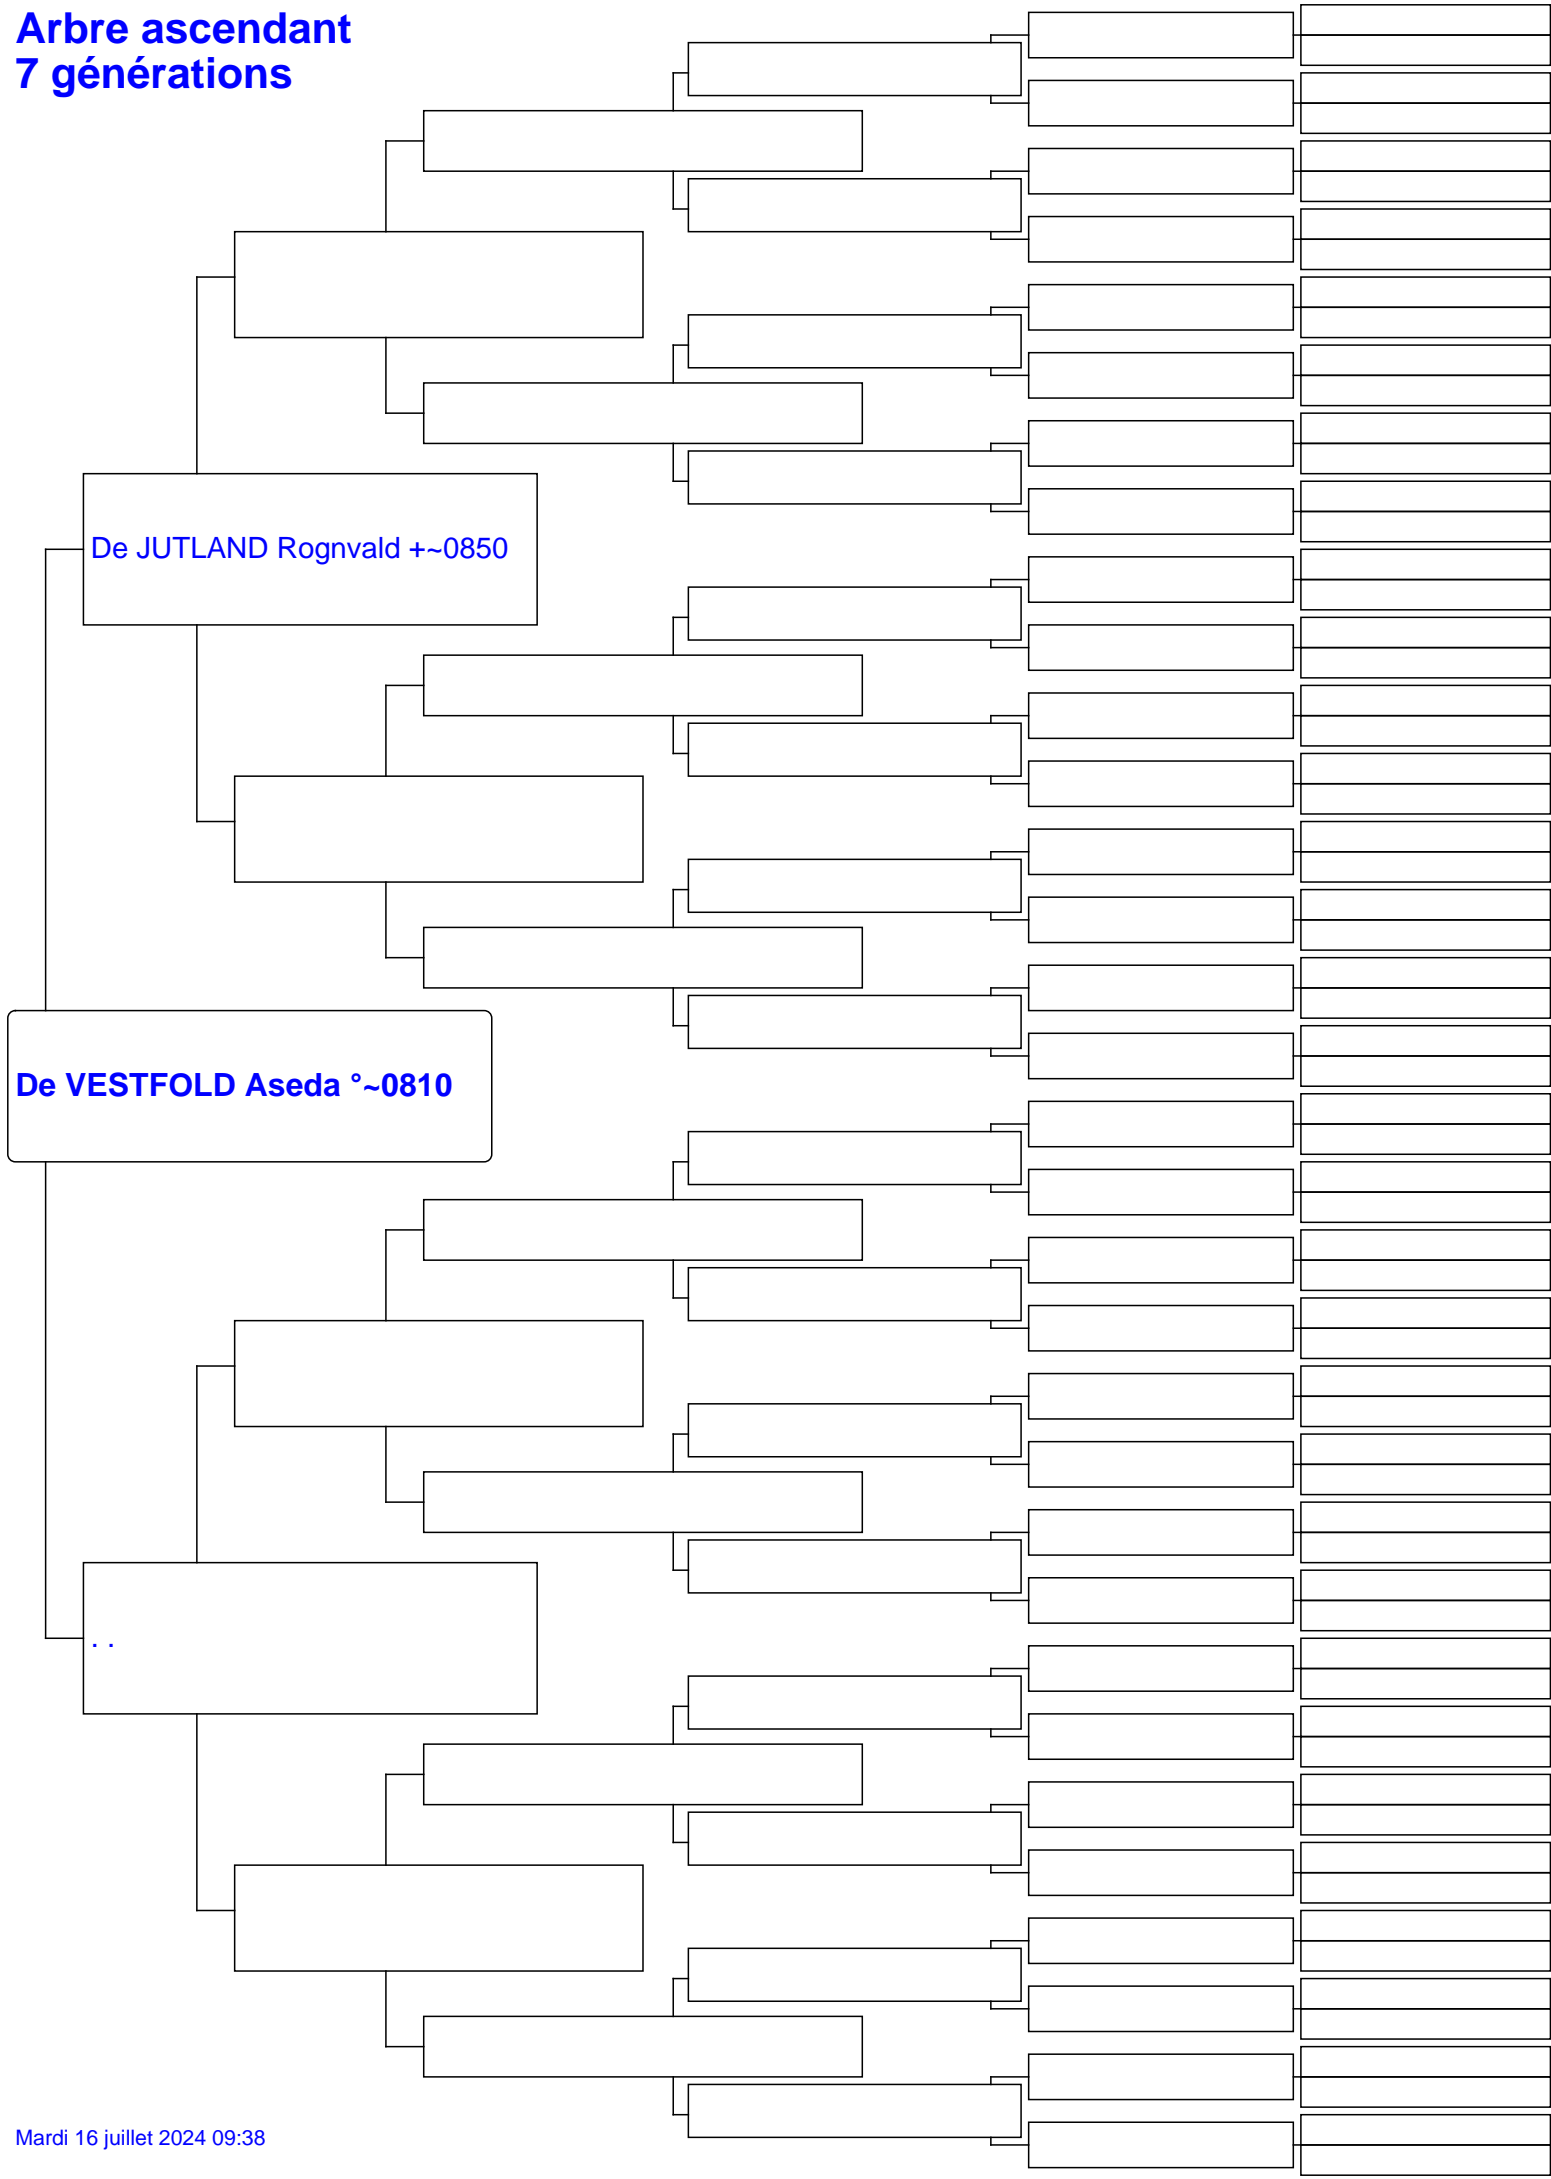 Arbre ascendant
7 générations
De JUTLAND Rognvald +~0850
De VESTFOLD Aseda °~0810
. .
Mardi 16 juillet 2024 09:38